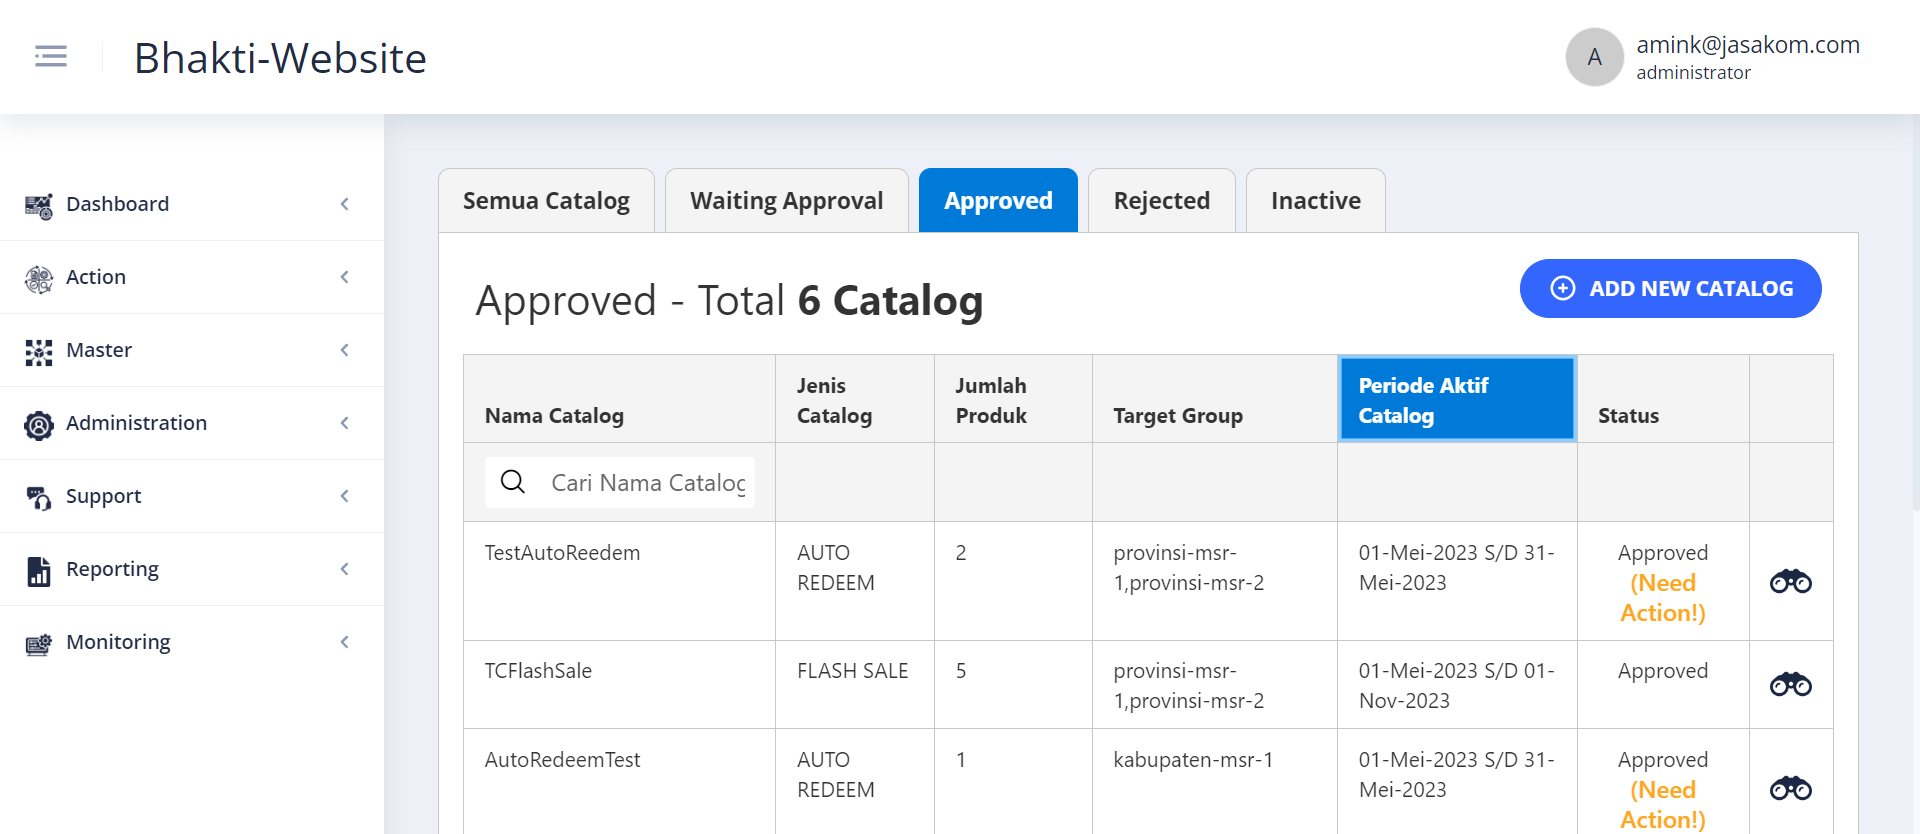 Bhakti-Website
A
amink@jasakom.com
administrator
Dashboard
Action
Master
Administration
Support
Reporting
Monitoring
Semua Catalog
Waiting Approval
Approved
Rejected
Inactive
Approved - Total 6 Catalog
ADD NEW CATALOG
Nama Catalog
Jenis
Catalog
Jumlah
Produk
Target Group
Periode Aktif
Catalog
Status
Cari Nama Catalog
TestAutoReedem
AUTO
REDEEM
2
provinsi-msr-
1,provinsi-msr-2
01-Mei-2023 S/D 31-
Mei-2023
Approved
(Need
Action!)
TCFlashSale
FLASH SALE
5
provinsi-msr-
1,provinsi-msr-2
01-Mei-2023 S/D 01-
Nov-2023
Approved
AutoRedeemTest
AUTO
REDEEM
1
kabupaten-msr-1
01-Mei-2023 S/D 31-
Mei-2023
Approved
(Need
Action!)